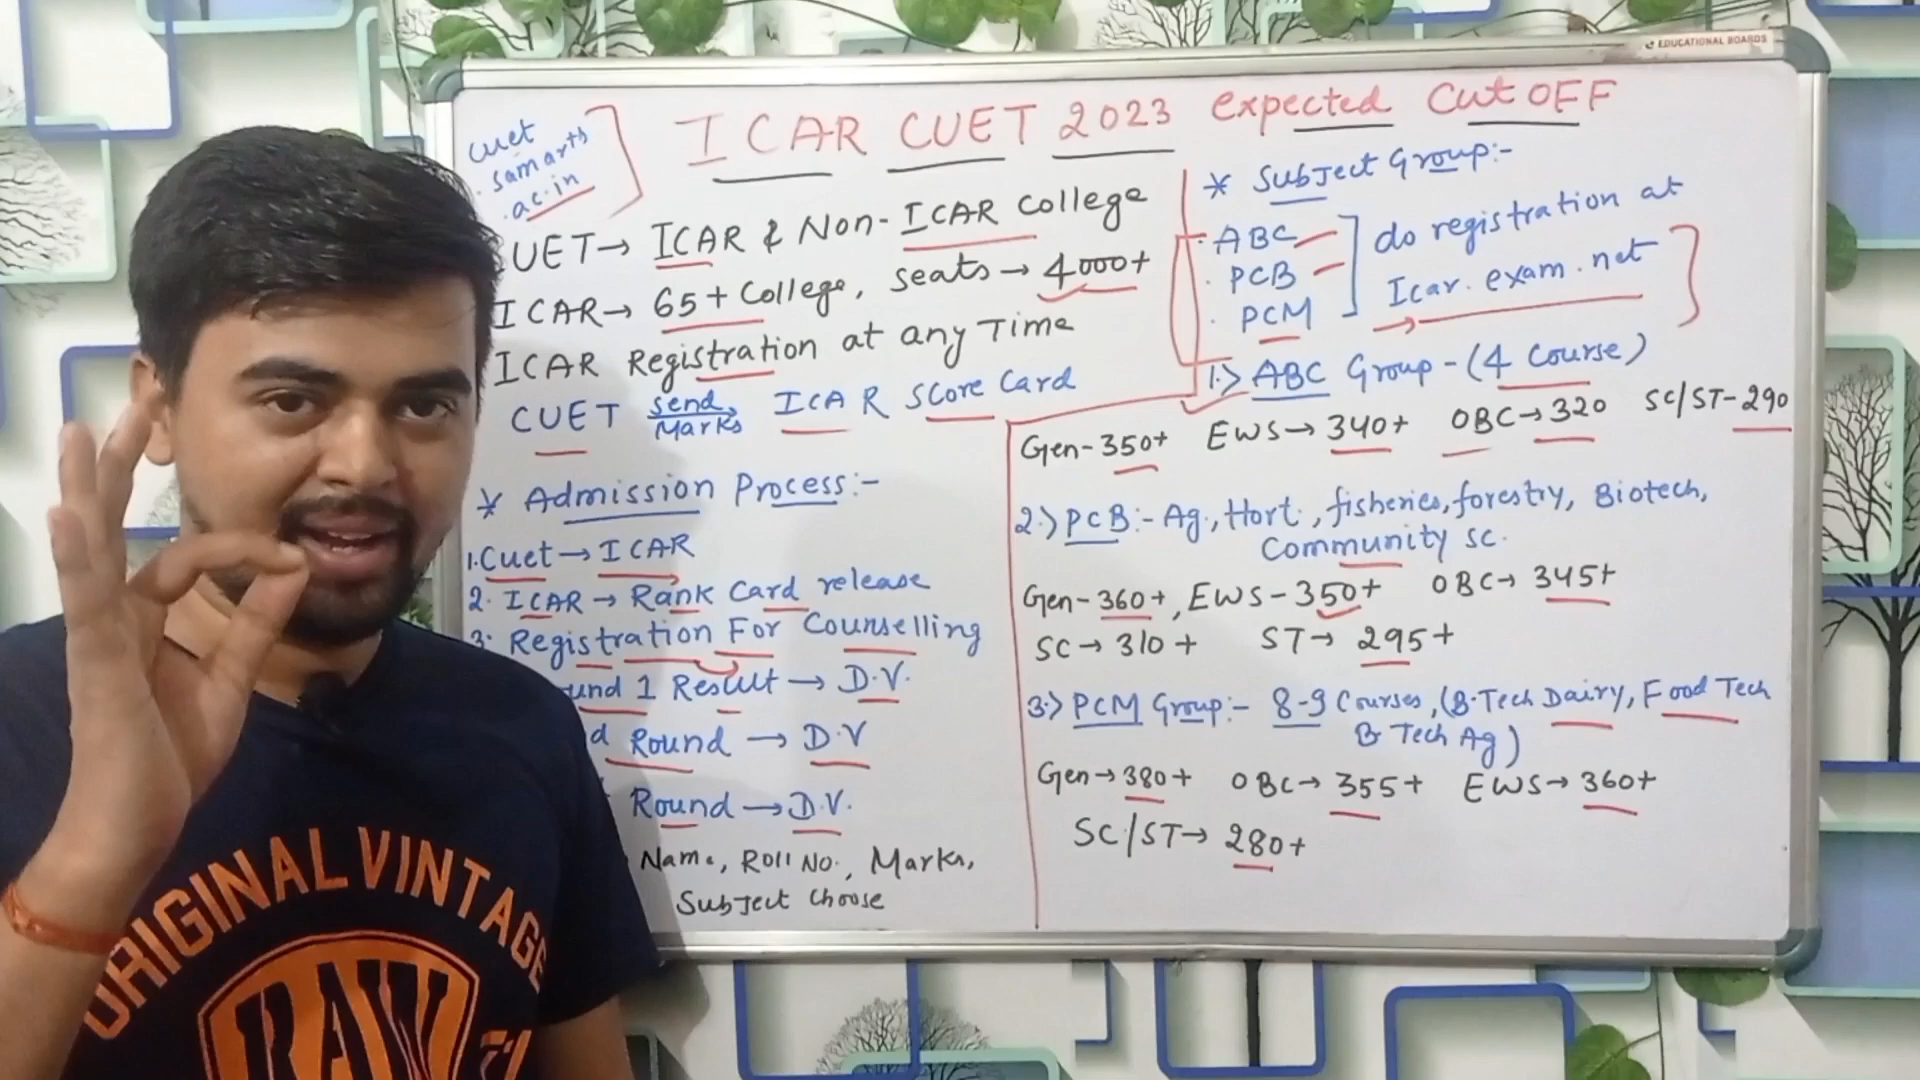 EDUCATIONAL BOARDS
ICAR CUET 2023 expected Cut OFF
cuet
samarth
.ac.in
CUET → ICAR & Non-ICAR College
ICAR → 65+ College, seats → 4000+
ICAR Registration at any Time
CUET send Marks → ICAR Score Card
* Admission Process:-
1. Cuet → ICAR
2. ICAR → Rank Card release
3. Registration For Counselling
und 1 Result → D.V.
d Round → D.V
Round → D.V.
Name, Roll No., Marks,
Subject Choose
* Subject Group:-
. ABC
. PCB
. PCM
do registration at
Icar.exam.net
1.> ABC Group - (4 Course)
Gen-350+ EWS → 340+ OBC → 320 SC/ST-290
2.> PCB:- Ag., Hort., fisheries, forestry, Biotech,
Community sc.
Gen-360+, EWS-350+ OBC → 345+
SC → 310+ ST → 295+
3.> PCM Group:- 8-9 Courses, (B.Tech Dairy, Food Tech
B.Tech Ag)
Gen → 380+ OBC → 355+ EWS → 360+
SC/ST → 280+
ORIGINAL VINTAGE
RAW